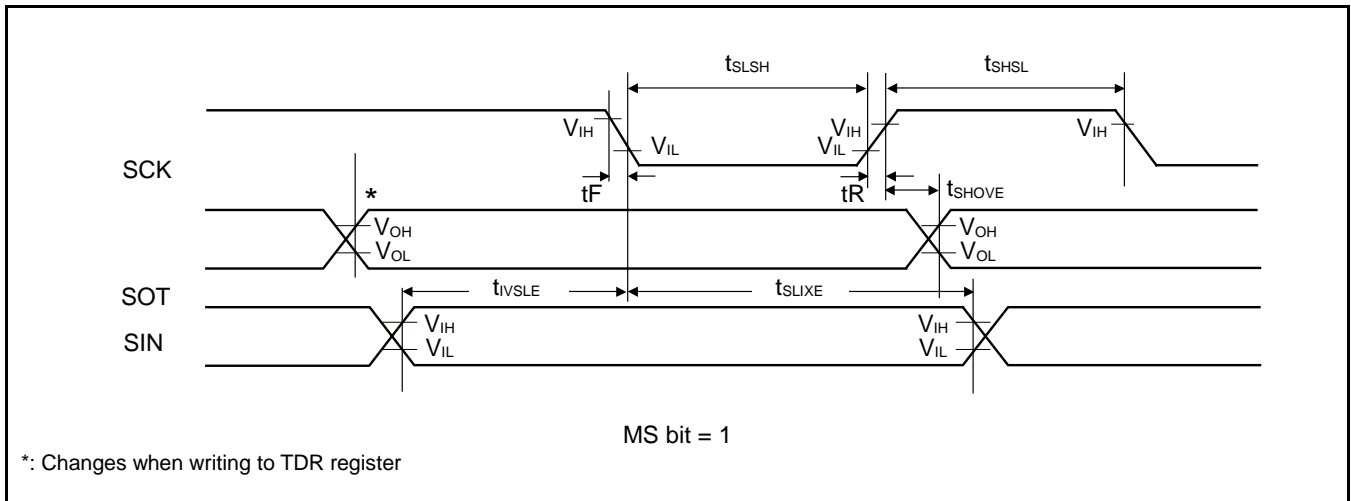 tSLSH tSHSL
VIH VIL VIH VIL VIH
SCK
tF tR tSHOVE
*
VOH VOH
VOL VOL
SOT tIVSLE tSLIXE
SIN VIH VIH
VIL VIL
MS bit = 1
*: Changes when writing to TDR register